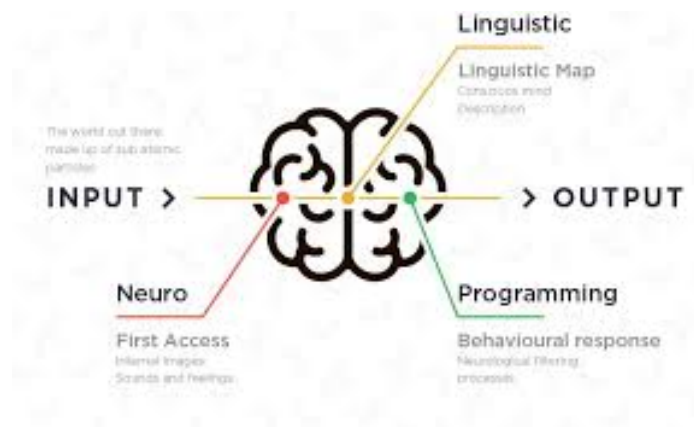 Linguistic
Linguistic Map
Conscious mind
Description
The world out there
made up of sub atomic
particles
INPUT >
> OUTPUT
Neuro
First Access
Internal Images
Sounds and feelings
Programming
Behavioural response
Neurological filtering
processes